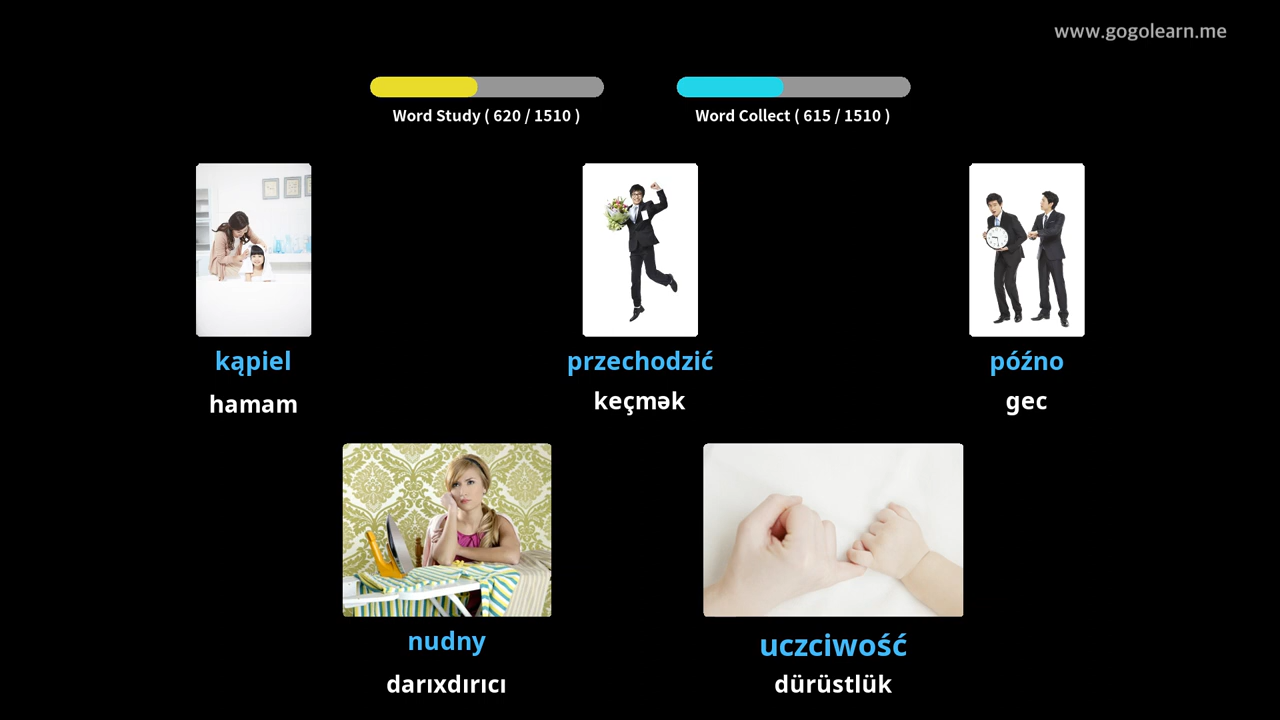 www.gogolearn.me
Word Study ( 620 / 1510 )
Word Collect ( 615 / 1510 )
kąpiel
hamam
przechodzić
keçmək
późno
gec
nudny
darıxdırıcı
uczciwość
dürüstlük